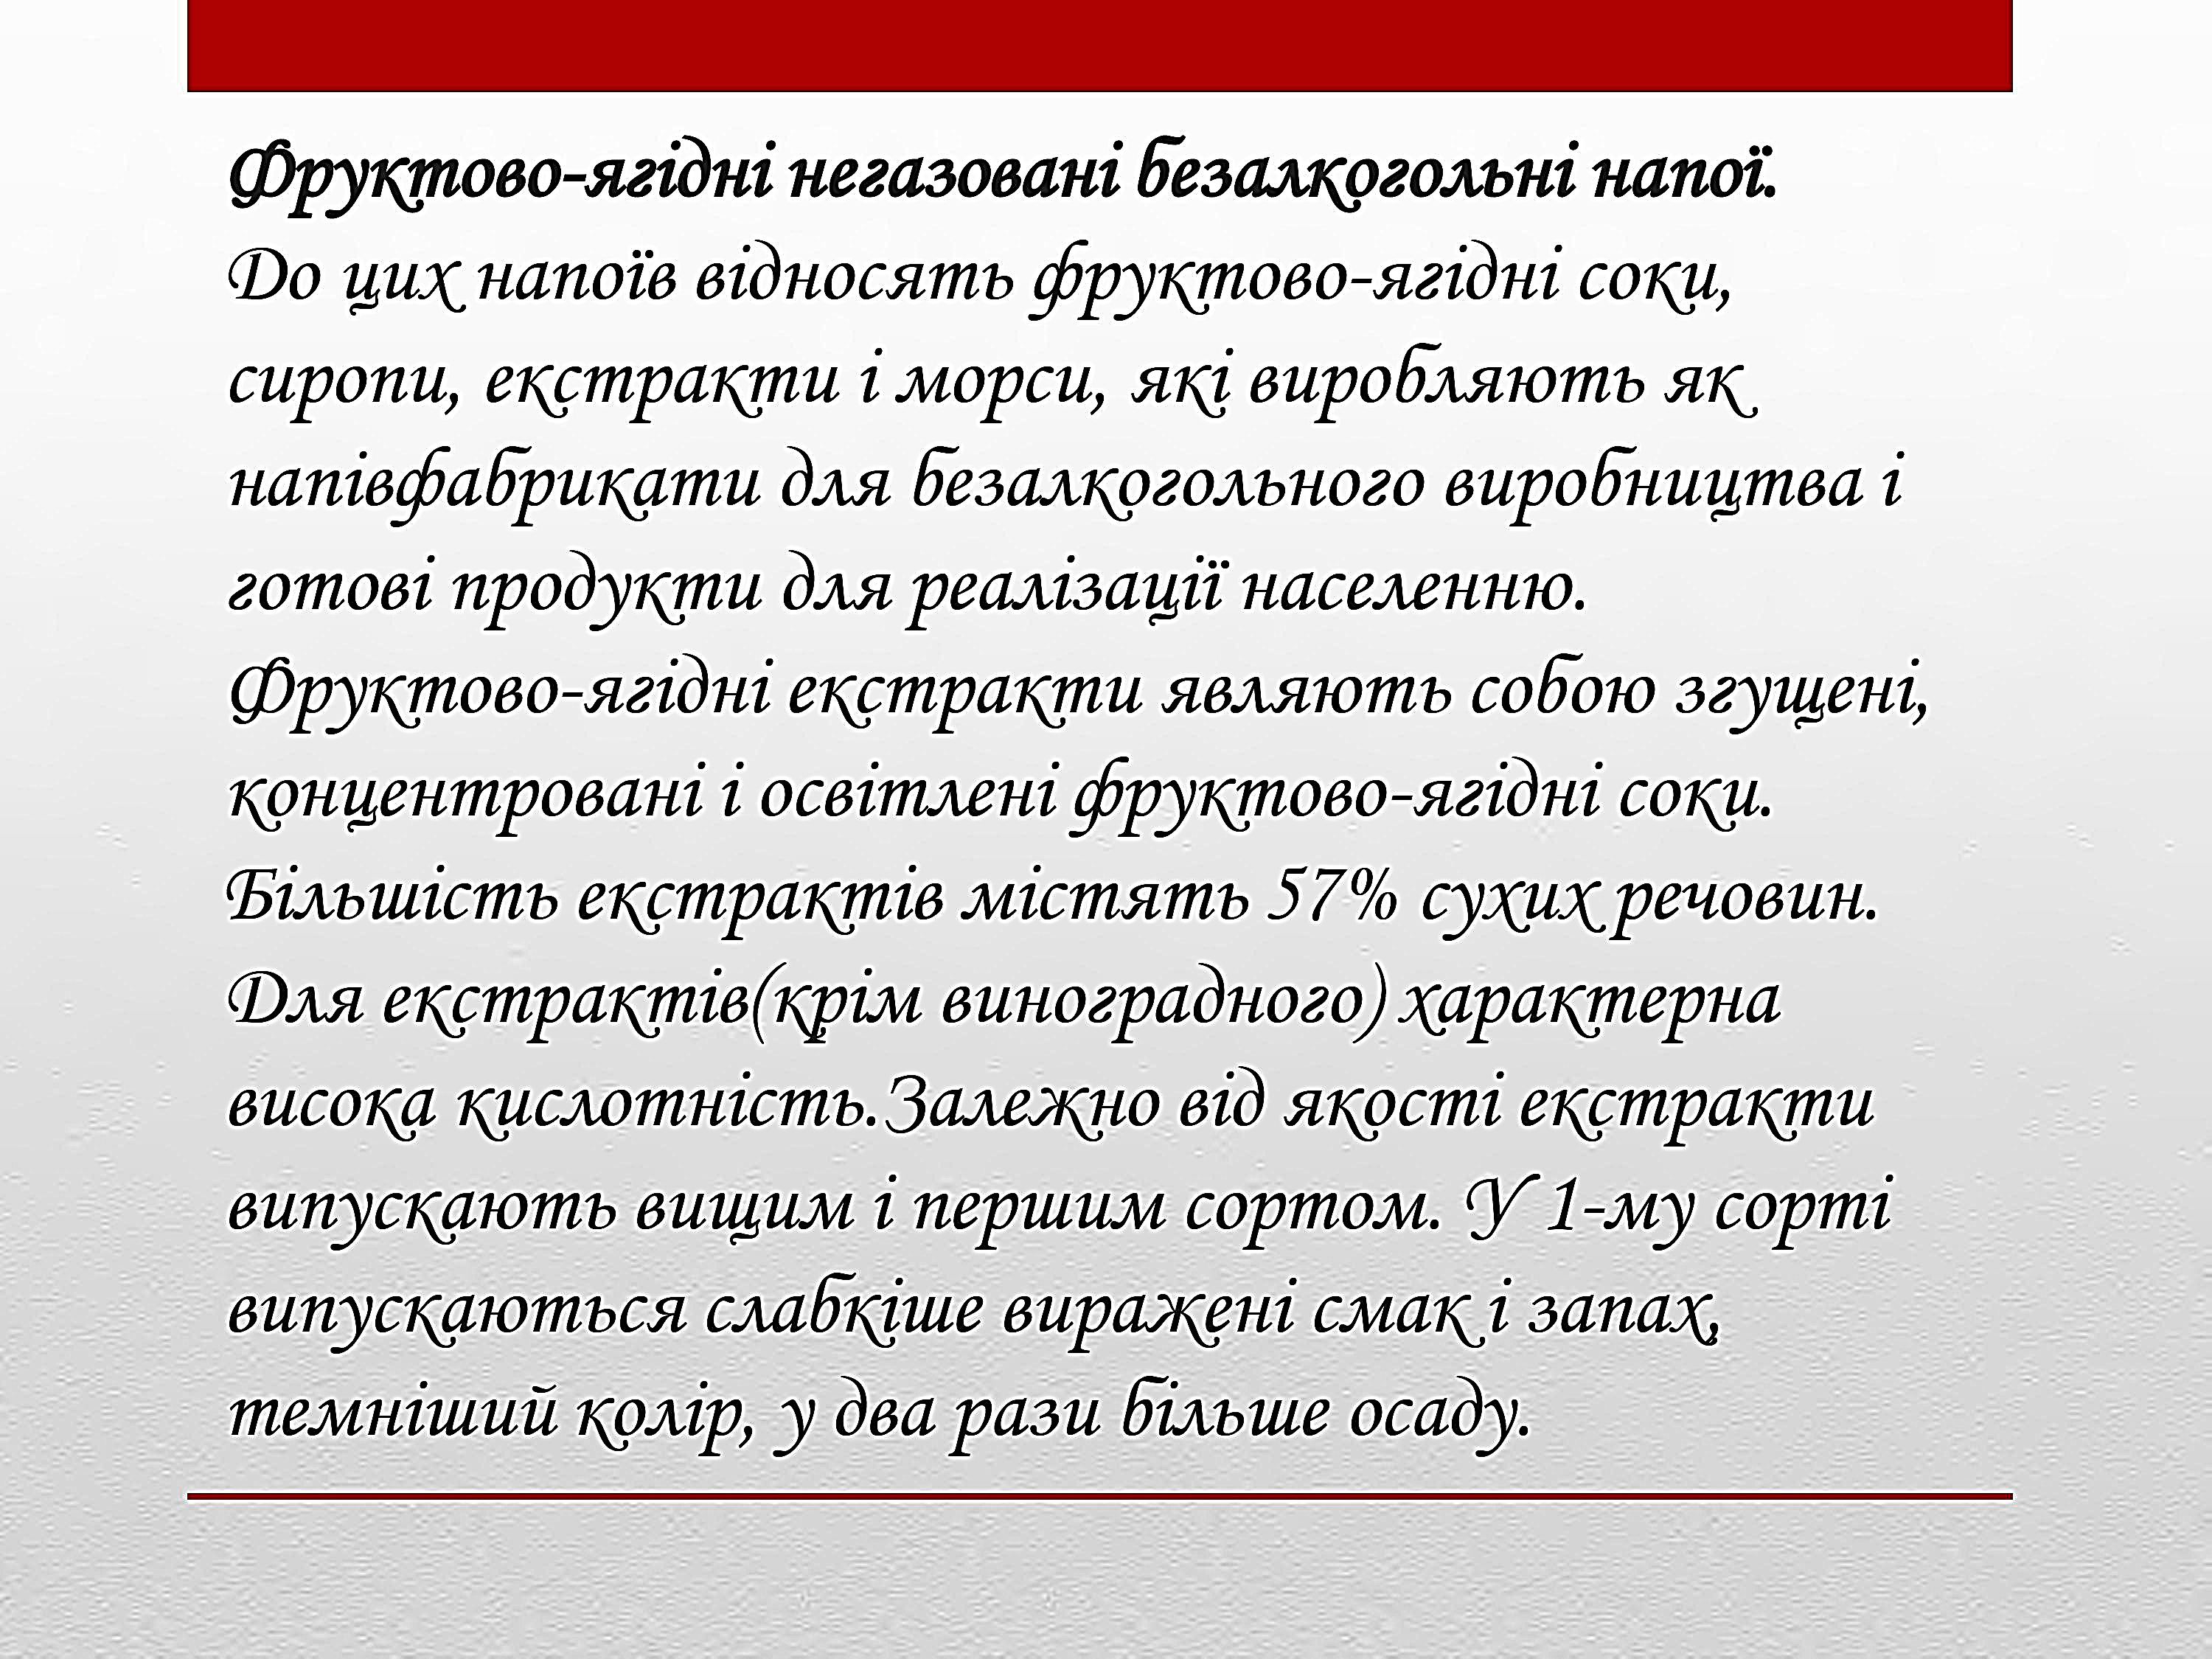 Фруктово-ягідні негазовані безалкогольні напої.
До цих напоїв відносять фруктово-ягідні соки,
сиропи, екстракти і морси, які виробляють як
напівфабрикати для безалкогольного виробництва і
готові продукти для реалізації населенню.
Фруктово-ягідні екстракти являють собою згущені,
концентровані і освітлені фруктово-ягідні соки.
Більшість екстрактів містять 57% сухих речовин.
Для екстрактів(крім виноградного) характерна
висока кислотність.Залежно від якості екстракти
випускають вищим і першим сортом. У 1-му сорті
випускаються слабкіше виражені смак і запах,
темніший колір, у два рази більше осаду.